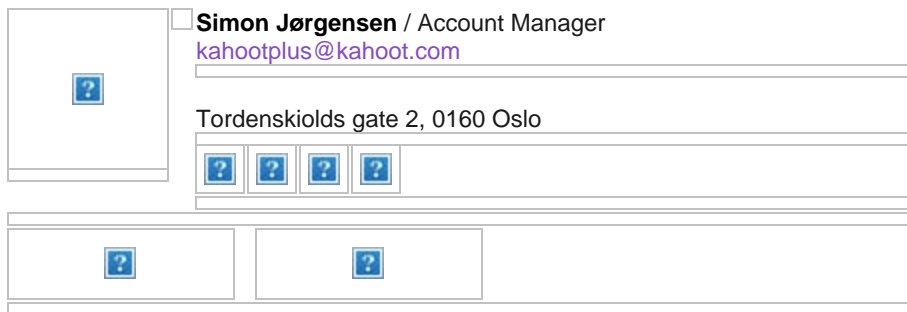 Simon Jørgensen / Account Manager
kahootplus@kahoot.com
Tordenskiolds gate 2, 0160 Oslo